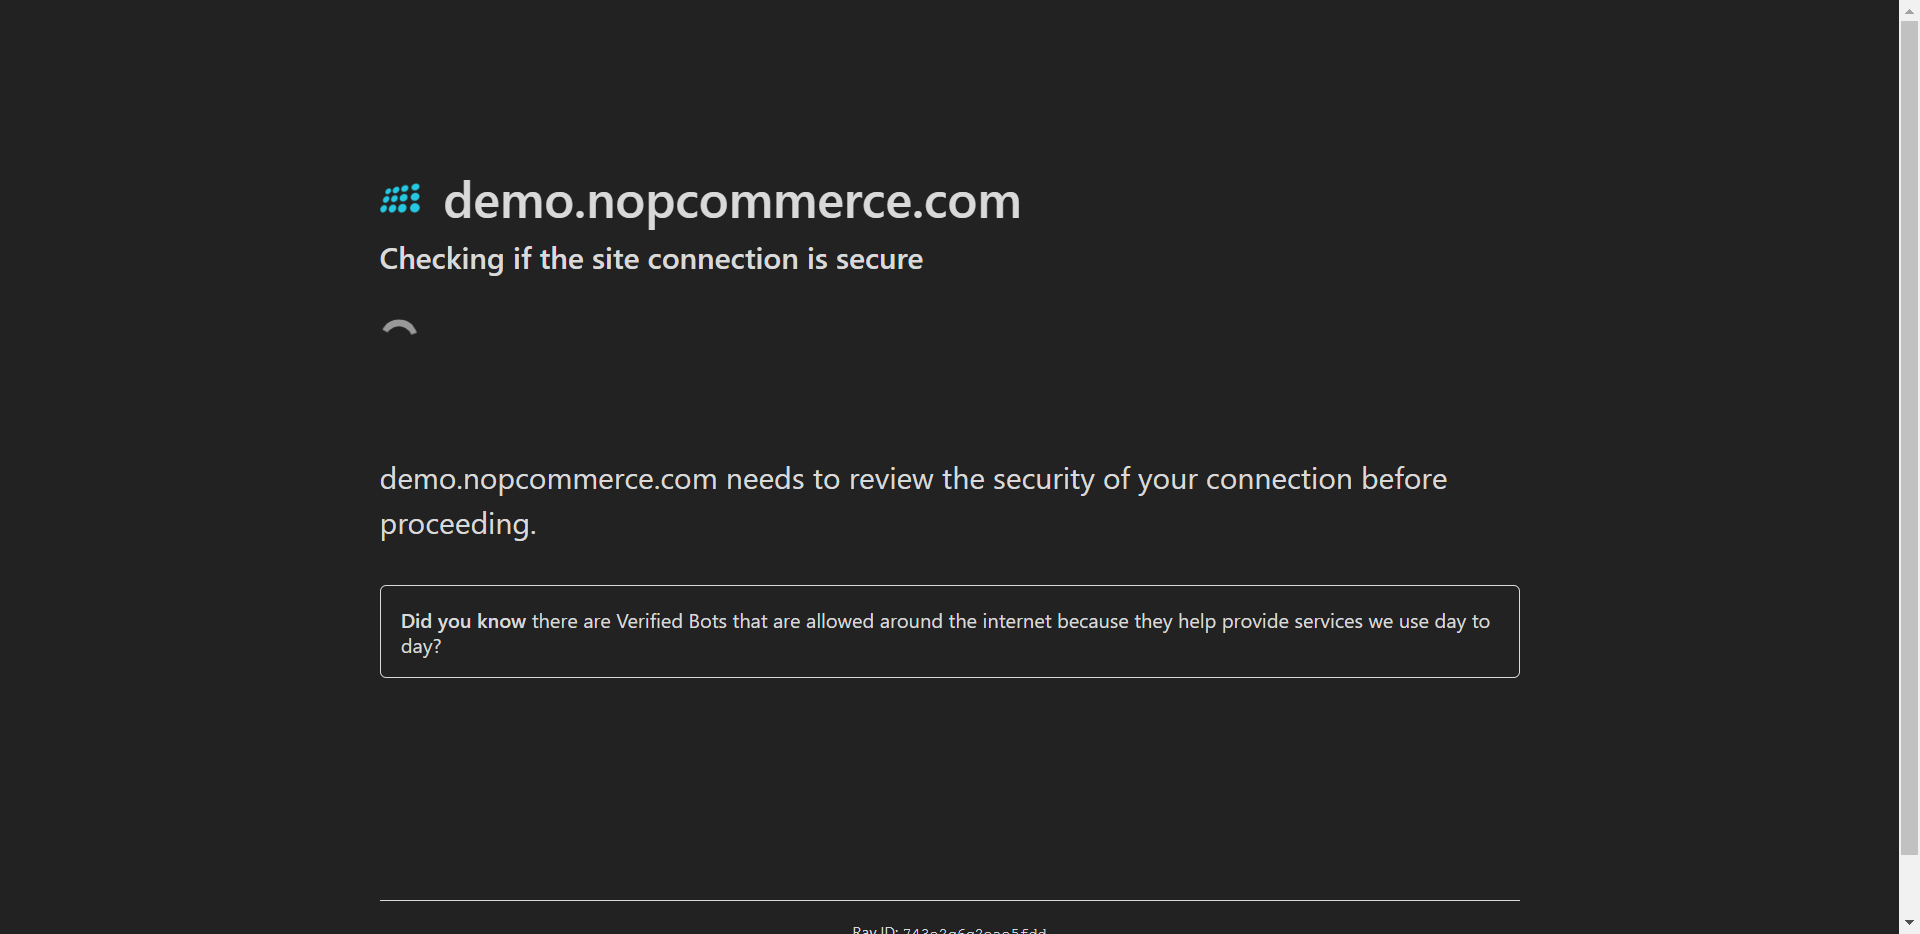 demo.nopcommerce.com
Checking if the site connection is secure
demo.nopcommerce.com needs to review the security of your connection before
proceeding.
Did you know there are Verified Bots that are allowed around the internet because they help provide services we use day to
day?
Ray ID: